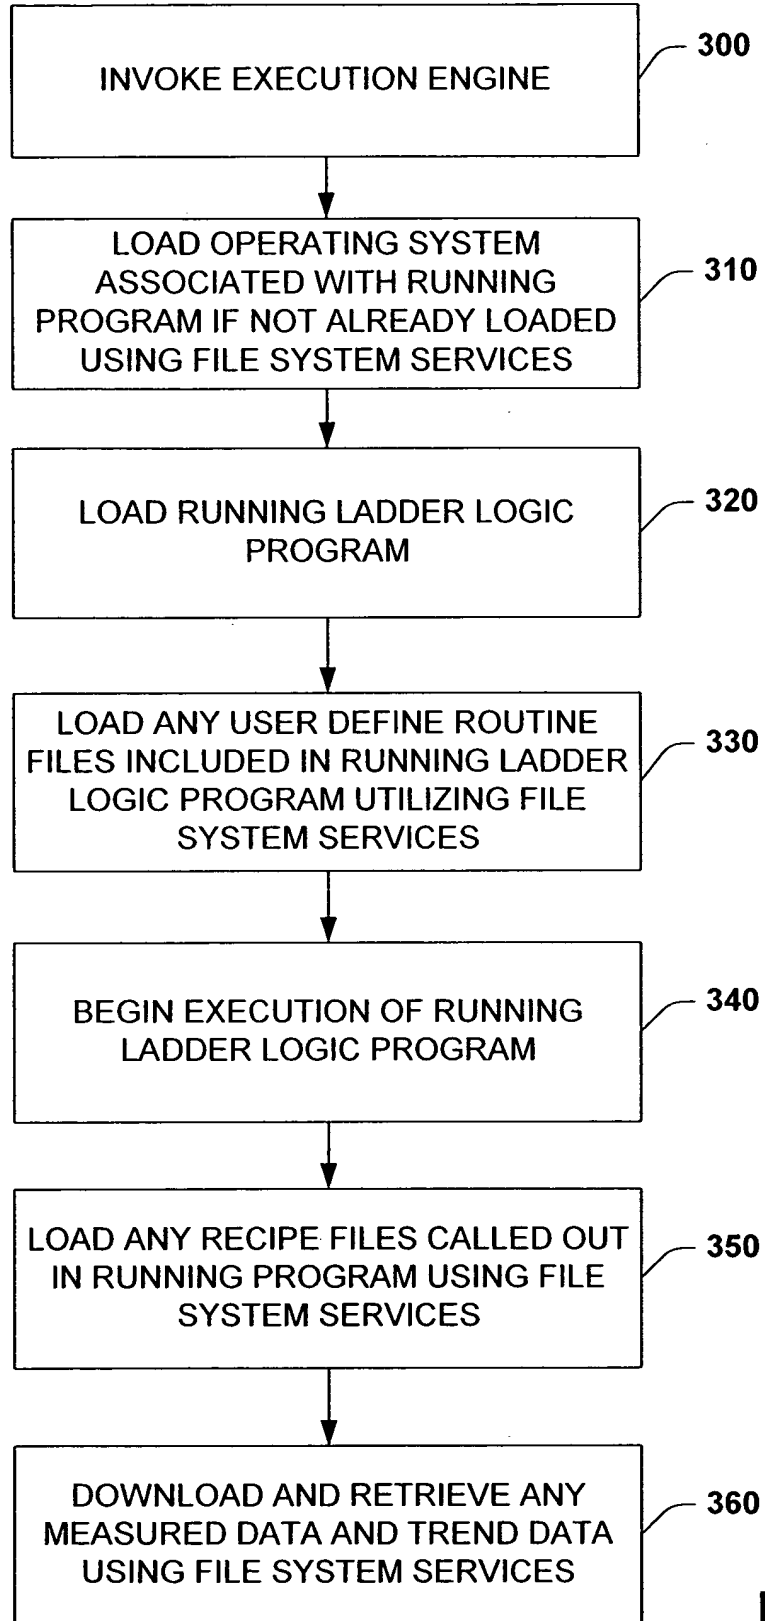 INVOKE EXECUTION ENGINE
300
LOAD OPERATING SYSTEM
ASSOCIATED WITH RUNNING
PROGRAM IF NOT ALREADY LOADED
USING FILE SYSTEM SERVICES
310
LOAD RUNNING LADDER LOGIC
PROGRAM
320
LOAD ANY USER DEFINE ROUTINE
FILES INCLUDED IN RUNNING LADDER
LOGIC PROGRAM UTILIZING FILE
SYSTEM SERVICES
330
BEGIN EXECUTION OF RUNNING
LADDER LOGIC PROGRAM
340
LOAD ANY RECIPE FILES CALLED OUT
IN RUNNING PROGRAM USING FILE
SYSTEM SERVICES
350
DOWNLOAD AND RETRIEVE ANY
MEASURED DATA AND TREND DATA
USING FILE SYSTEM SERVICES
360